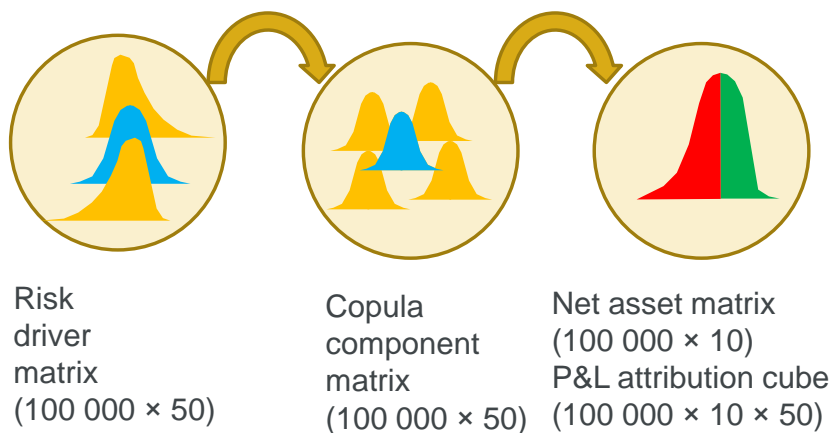 Risk
driver
matrix
(100 000 × 50)
Copula
component
matrix
(100 000 × 50)
Net asset matrix
(100 000 × 10)
P&L attribution cube
(100 000 × 10 × 50)